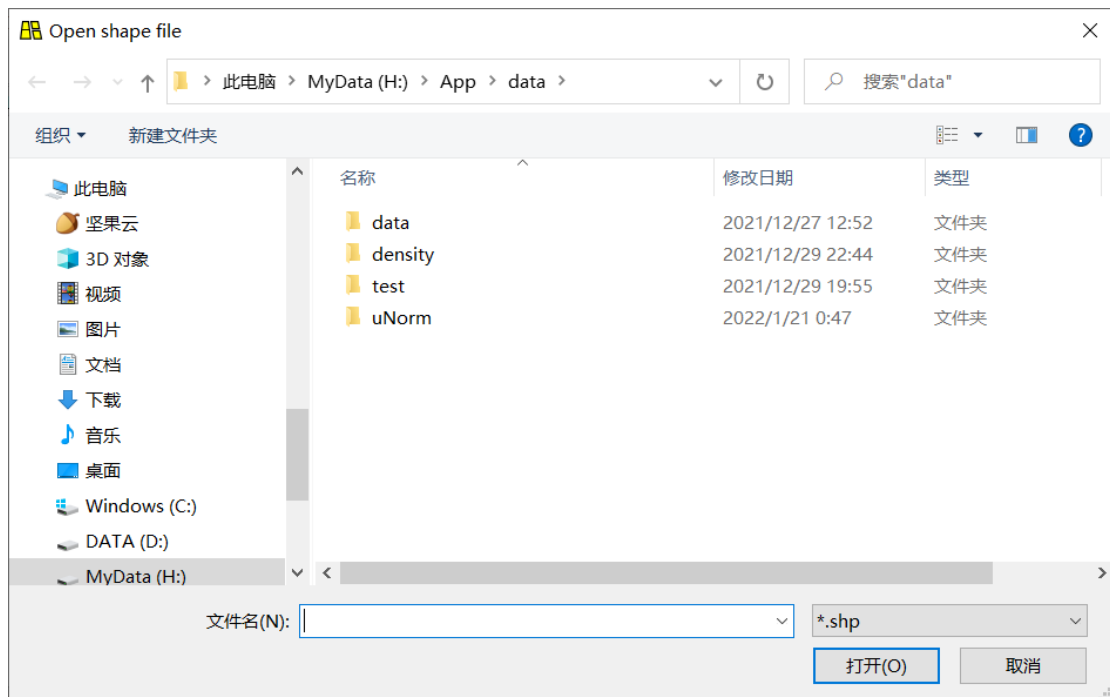 Open shape file
此电脑 > MyData (H:) > App > data >
搜索"data"
组织 新建文件夹
名称 修改日期 类型
此电脑
坚果云
3D 对象
视频
图片
文档
下载
音乐
桌面
Windows (C:)
DATA (D:)
MyData (H:)
data 2021/12/27 12:52 文件夹
density 2021/12/29 22:44 文件夹
test 2021/12/29 19:55 文件夹
uNorm 2022/1/21 0:47 文件夹
文件名(N): *.shp
打开(O) 取消